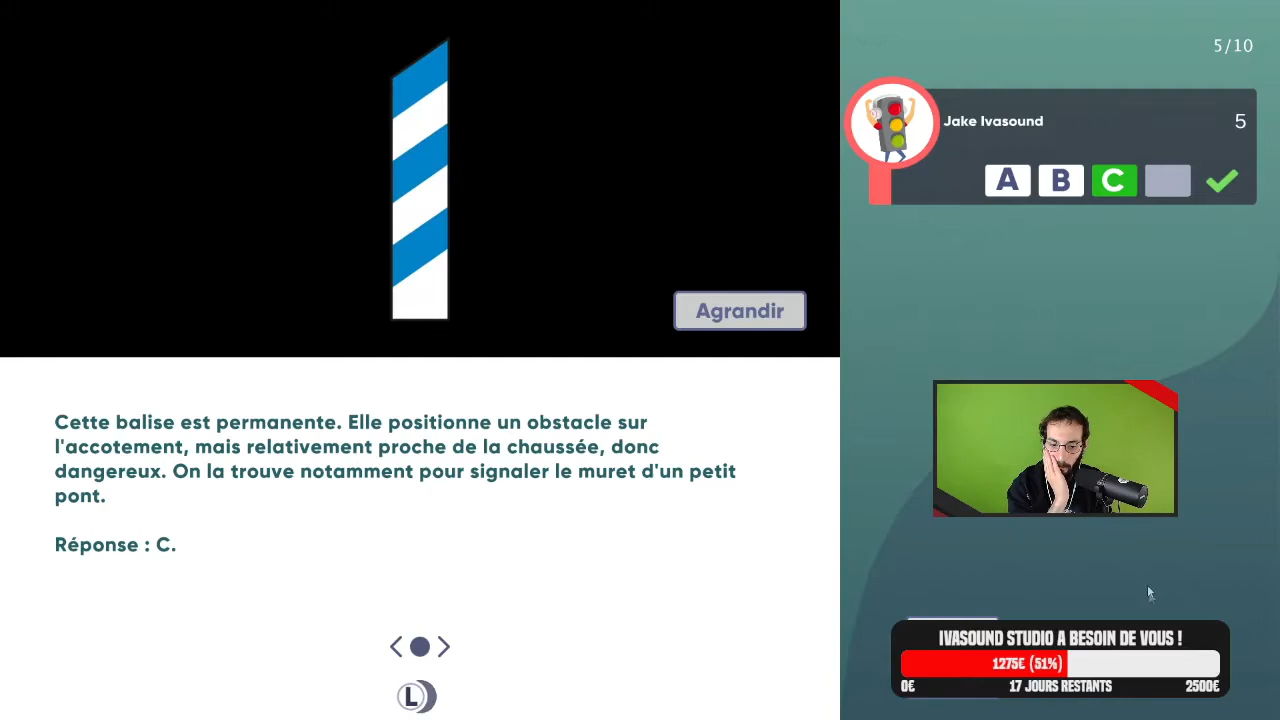 5/10
Jake Ivasound
5
A B C
Agrandir
Cette balise est permanente. Elle positionne un obstacle sur
l'accotement, mais relativement proche de la chaussée, donc
dangereux. On la trouve notamment pour signaler le muret d'un petit
pont.
Réponse : C.
L
IVASOUND STUDIO A BESOIN DE VOUS !
1275€ (51%)
0€ 17 JOURS RESTANTS 2500€